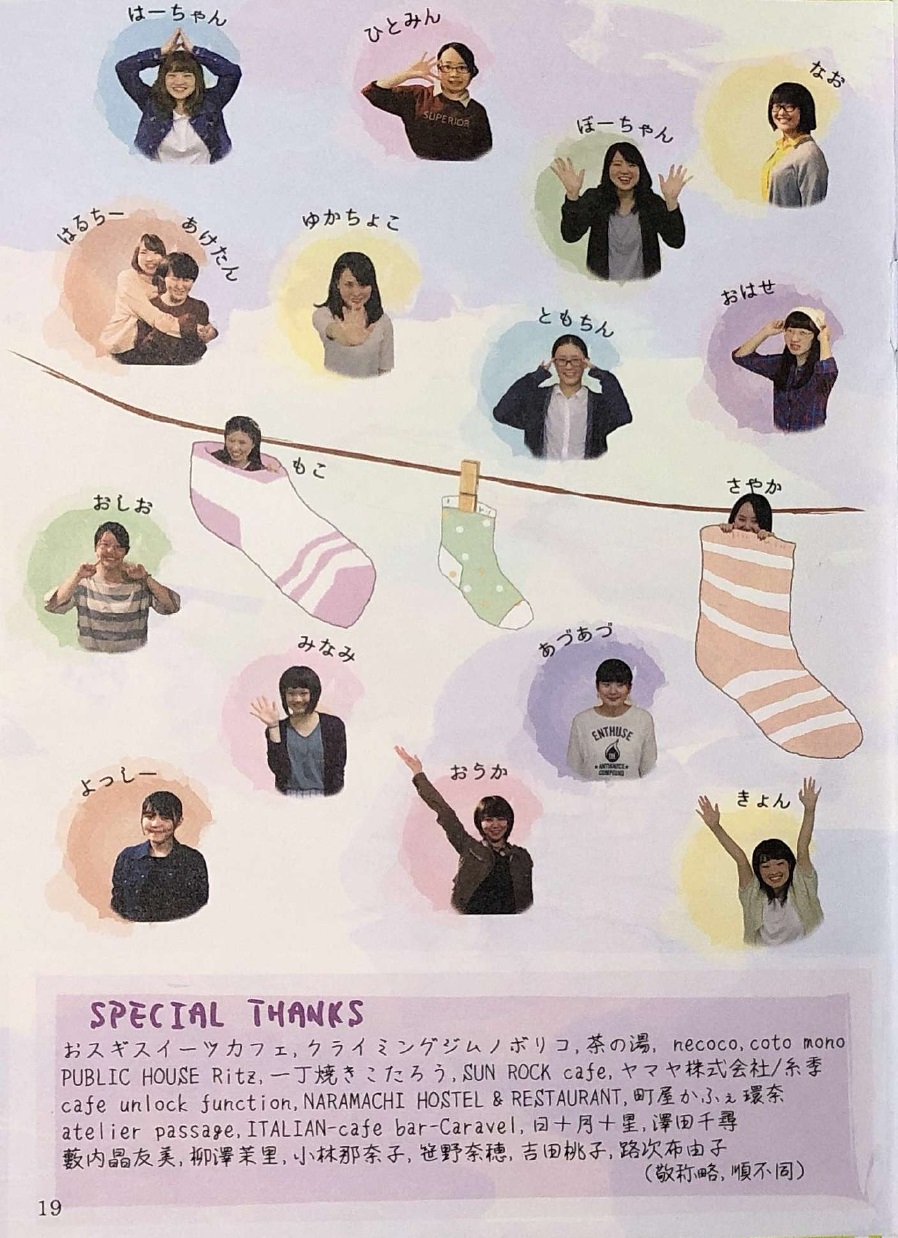 はーちゃん
ひとみん
なお
ぼーちゃん
はるちー
あけたん
ゆかちょこ
おはせ
ともちん
SUPERIOR
もこ
さやか
おしお
みなみ
あづあづ
ENTHUSE
よっしー
おうか
きょん
SPECIAL THANKS
おスギスイーツカフェ, クライミングジムノボリコ, 茶の湯, necoco, coto mono
PUBLIC HOUSE Ritz, 一丁焼きこたろう, SUN ROCK cafe, ヤマヤ株式会社/糸季
cafe unlock function, NARAMACHI HOSTEL & RESTAURANT, 町屋かふぇ環奈
atelier passage, ITALIAN-cafe bar-Caravel, 日十月十星, 澤田千尋
藪内晶友美, 柳澤茉里, 小林那奈子, 笹野奈穂, 吉田桃子, 路次布由子
(敬称略, 順不同)
19